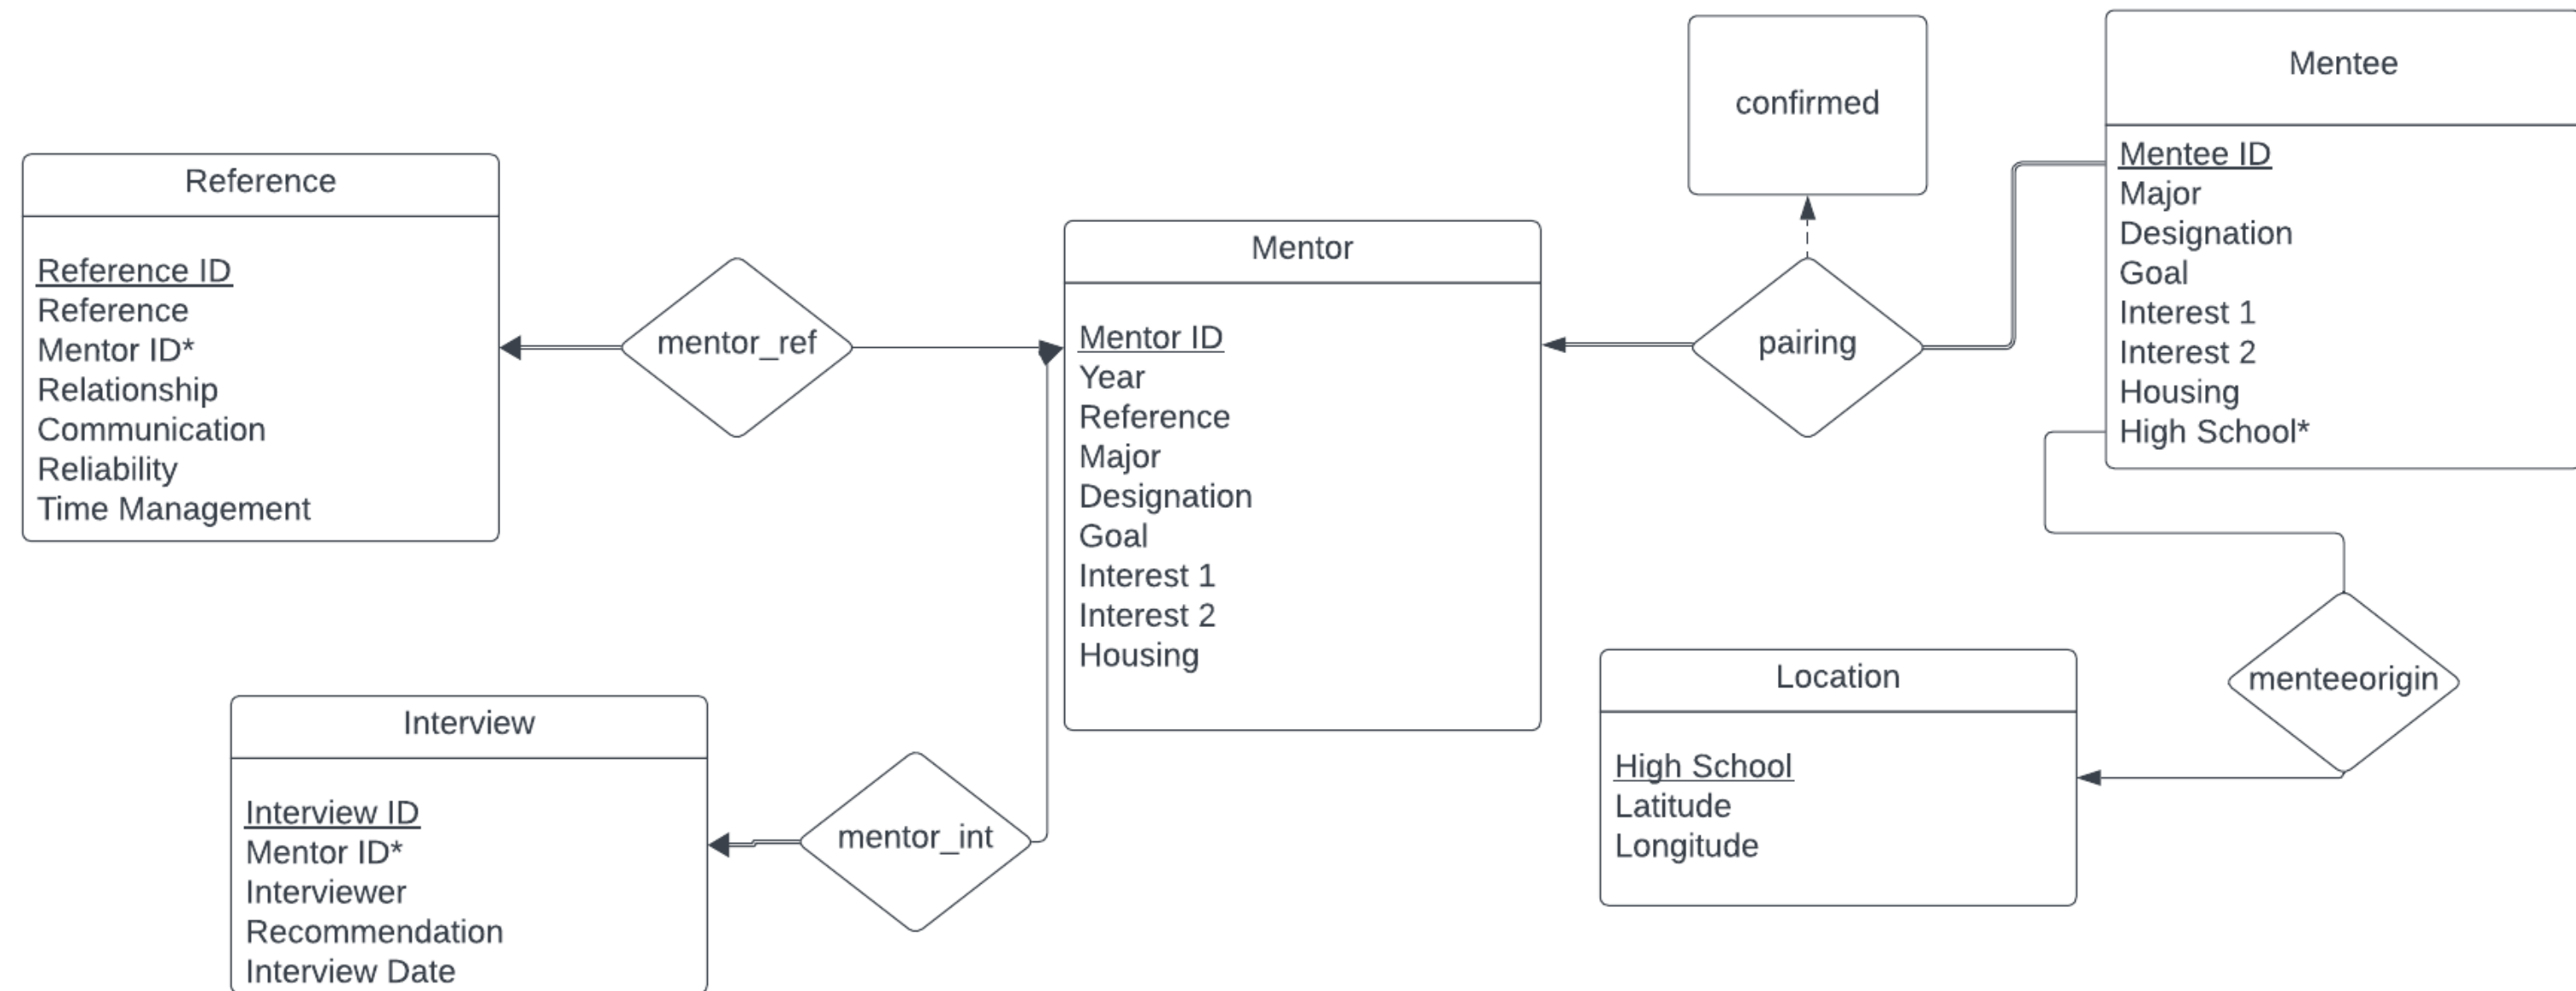 Reference
Reference ID
Reference
Mentor ID*
Relationship
Communication
Reliability
Time Management
mentor_ref
Interview
Interview ID
Mentor ID*
Interviewer
Recommendation
Interview Date
mentor_int
Mentor
Mentor ID
Year
Reference
Major
Designation
Goal
Interest 1
Interest 2
Housing
confirmed
pairing
Mentee
Mentee ID
Major
Designation
Goal
Interest 1
Interest 2
Housing
High School*
menteeorigin
Location
High School
Latitude
Longitude